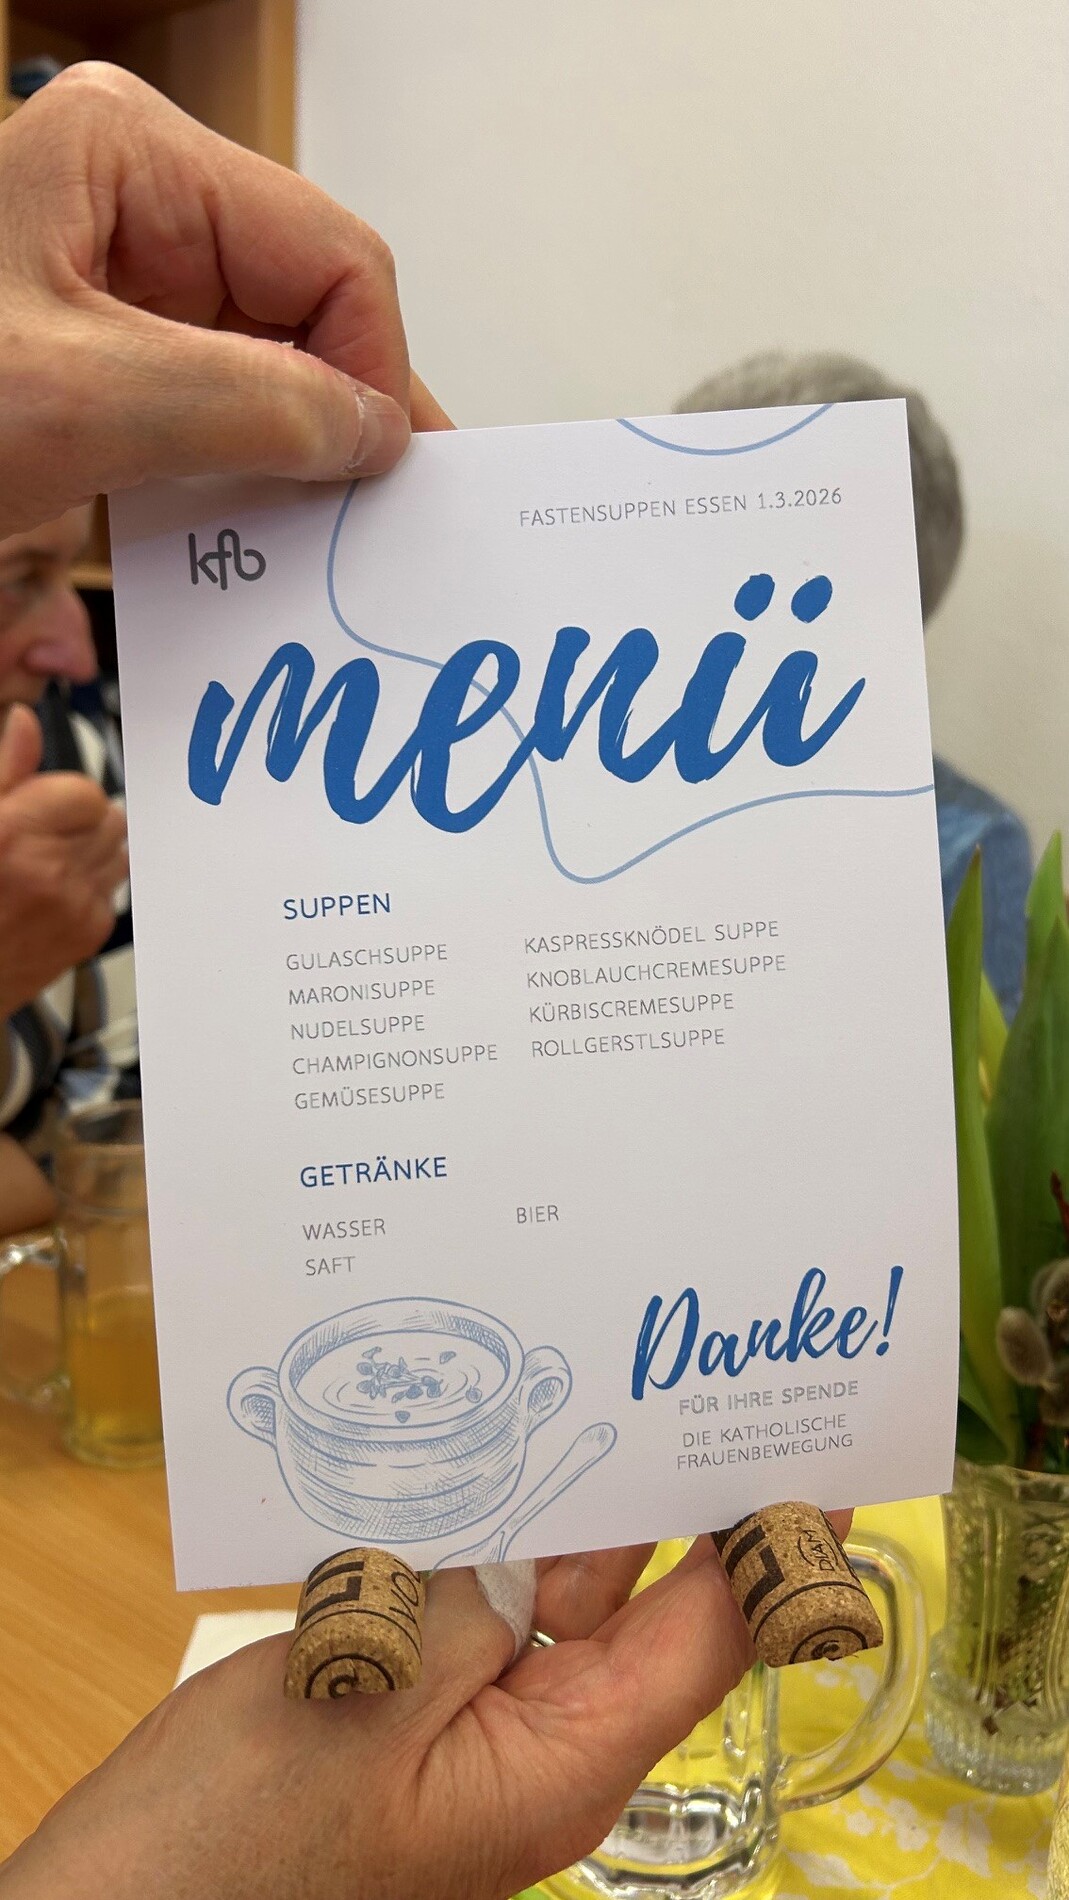 kfb
FASTENSUPPEN ESSEN 1.3.2026
menü
SUPPEN
GULASCHSUPPE
MARONISUPPE
NUDELSUPPE
CHAMPIGNONSUPPE
GEMÜSESUPPE
KASPRESSKNÖDEL SUPPE
KNOBLAUCHCREMESUPPE
KÜRBISCREMESUPPE
ROLLGERSTLSUPPE
GETRÄNKE
WASSER
SAFT
BIER
Danke!
FÜR IHRE SPENDE
DIE KATHOLISCHE
FRAUENBEWEGUNG
DIAM